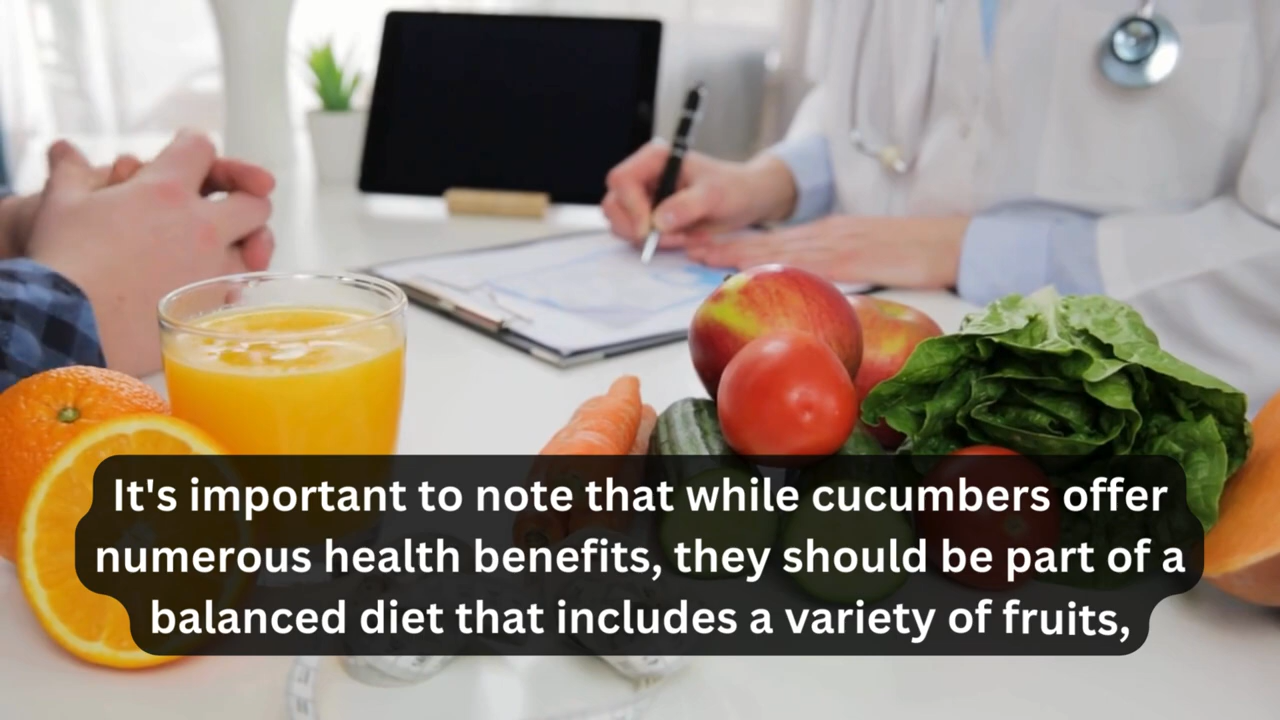 It's important to note that while cucumbers offer
numerous health benefits, they should be part of a
balanced diet that includes a variety of fruits,